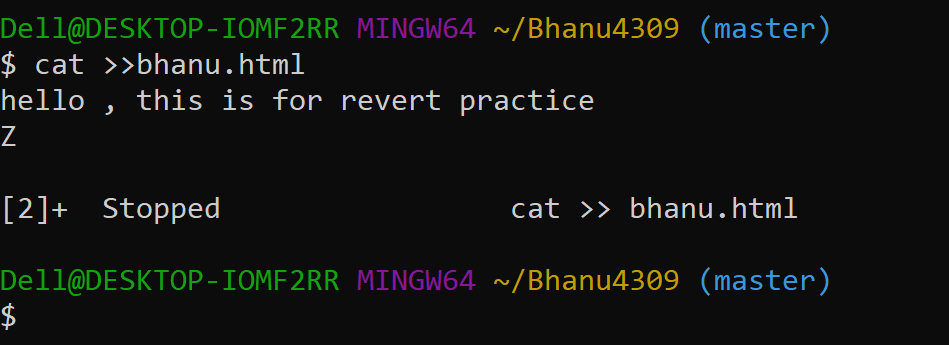 Dell@DESKTOP-IOMF2RR MINGW64 ~/Bhanu4309 (master)
$ cat >>bhanu.html
hello , this is for revert practice
Z
[2]+  Stopped                 cat >> bhanu.html
Dell@DESKTOP-IOMF2RR MINGW64 ~/Bhanu4309 (master)
$